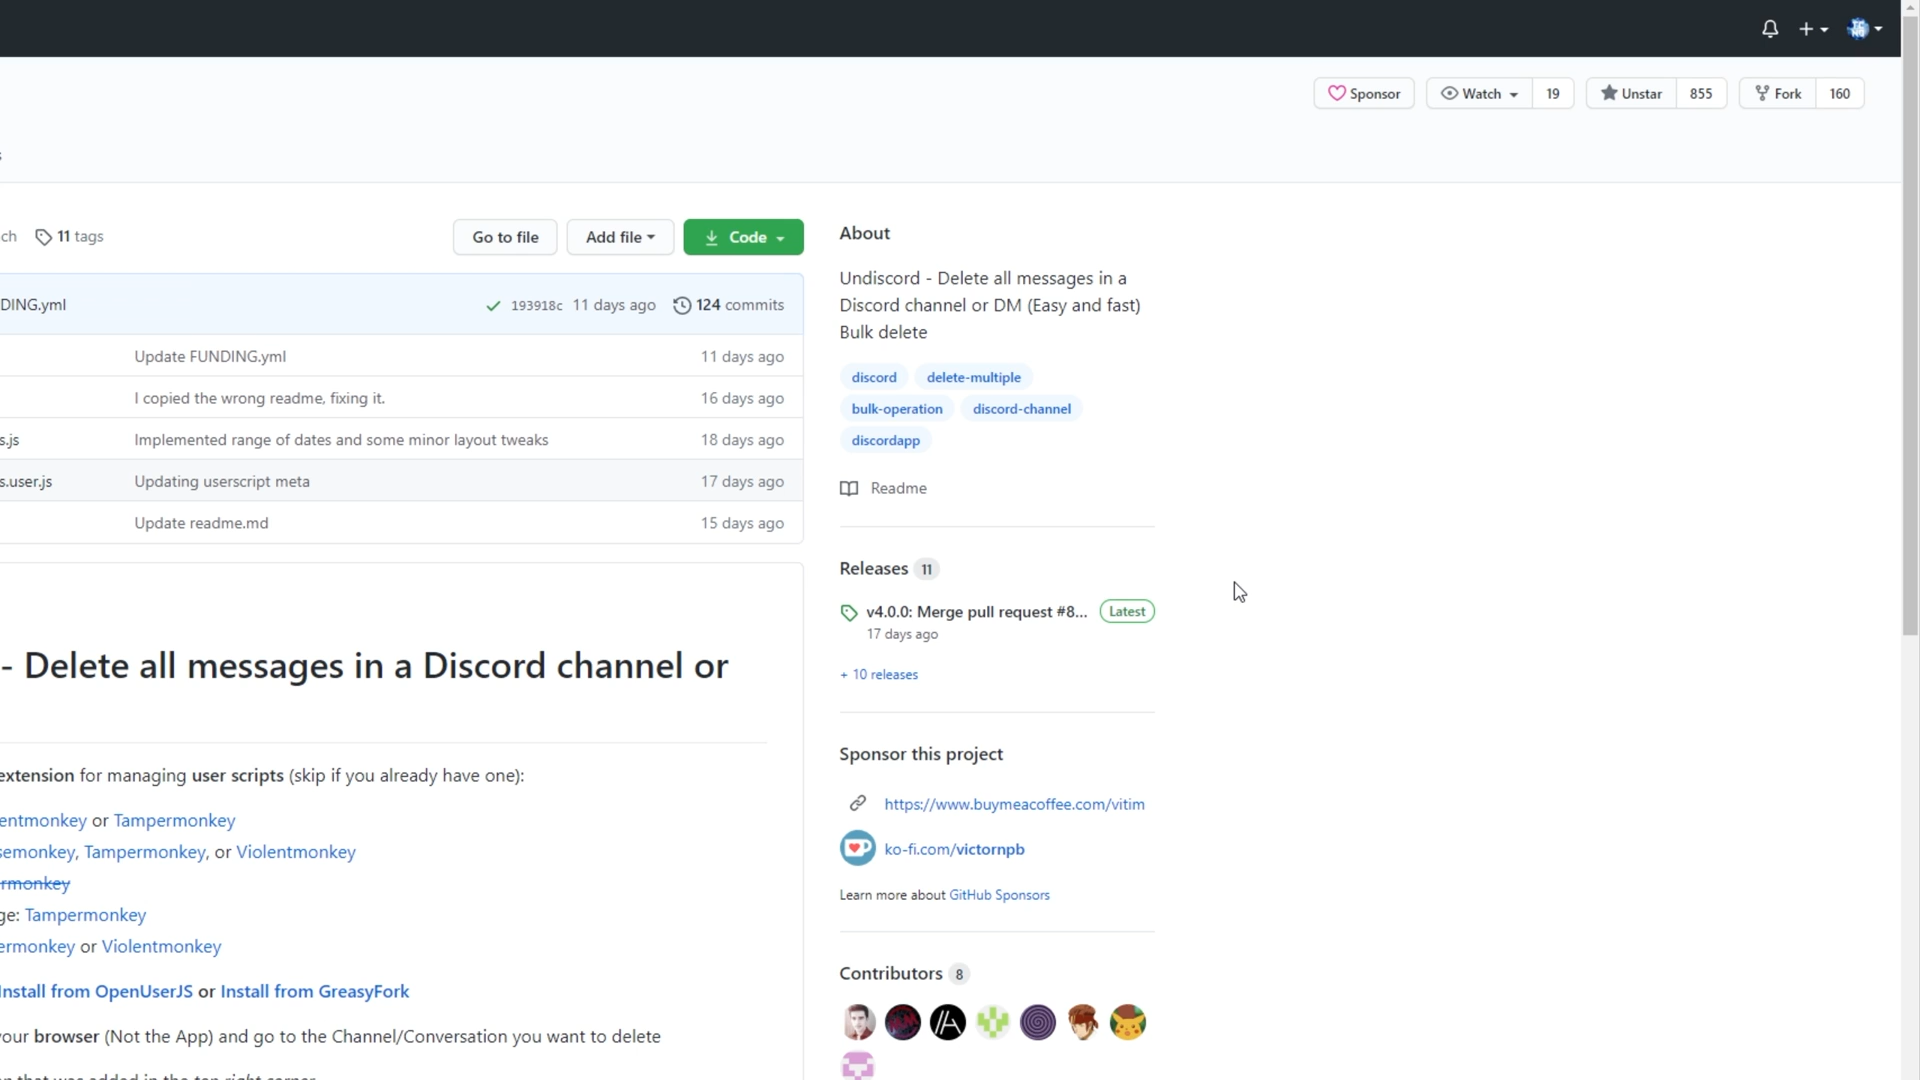 Sponsor
Watch 19
Unstar 855
Fork 160
ch 11 tags
Go to file
Add file
Code
DING.yml 193918c 11 days ago 124 commits
Update FUNDING.yml 11 days ago
I copied the wrong readme, fixing it. 16 days ago
s.js Implemented range of dates and some minor layout tweaks 18 days ago
s.user.js Updating userscript meta 17 days ago
Update readme.md 15 days ago
- Delete all messages in a Discord channel or
extension for managing user scripts (skip if you already have one):
entmonkey or Tampermonkey
semonkey, Tampermonkey, or Violentmonkey
rmonkey
ge: Tampermonkey
ermonkey or Violentmonkey
Install from OpenUserJS or Install from GreasyFork
our browser (Not the App) and go to the Channel/Conversation you want to delete
n that was added in the top right corner
About
Undiscord - Delete all messages in a
Discord channel or DM (Easy and fast)
Bulk delete
discord delete-multiple
bulk-operation discord-channel
discordapp
Readme
Releases 11
v4.0.0: Merge pull request #8... Latest
17 days ago
+ 10 releases
Sponsor this project
https://www.buymeacoffee.com/vitim
ko-fi.com/victornpb
Learn more about GitHub Sponsors
Contributors 8